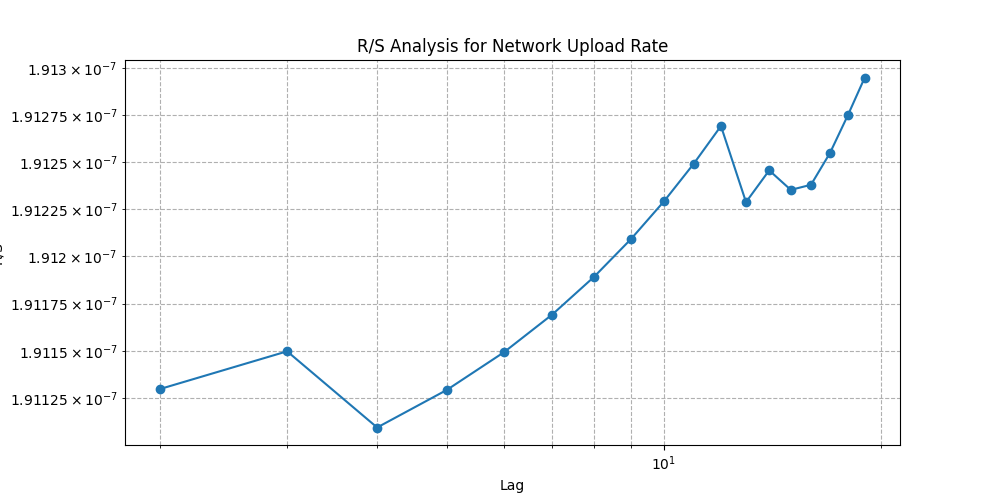 R/S Analysis for Network Upload Rate
1.913 × 10⁻⁷
1.91275 × 10⁻⁷
1.9125 × 10⁻⁷
1.91225 × 10⁻⁷
1.912 × 10⁻⁷
1.91175 × 10⁻⁷
1.9115 × 10⁻⁷
1.91125 × 10⁻⁷
10¹
Lag